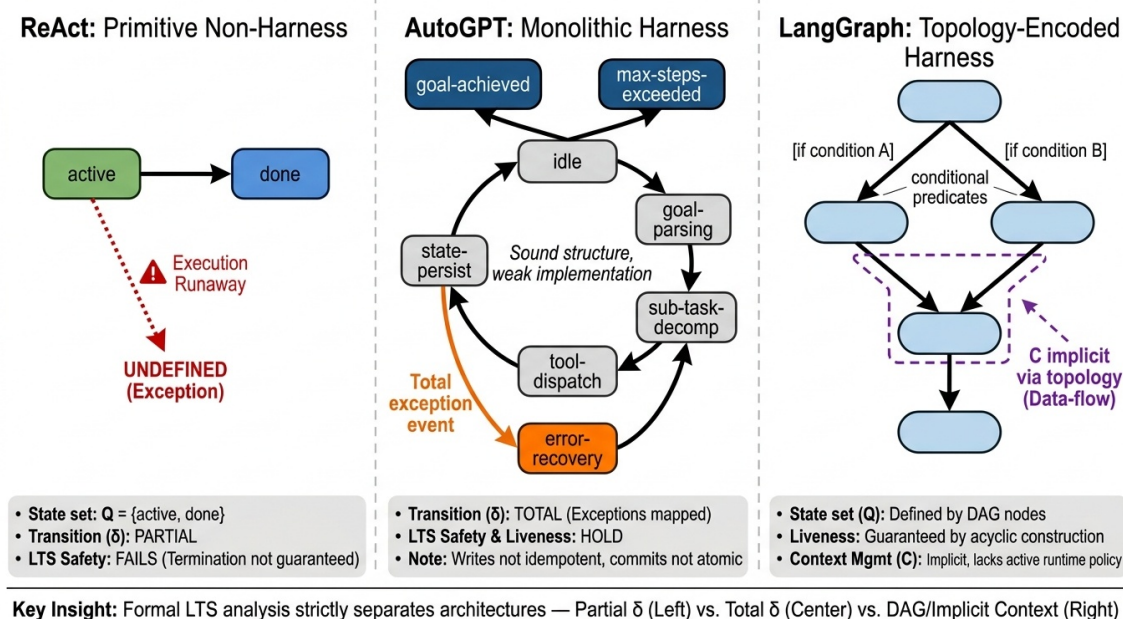 ReAct: Primitive Non-Harness
active
done
Execution
Runaway
UNDEFINED
(Exception)
• State set: Q = {active, done}
• Transition (δ): PARTIAL
• LTS Safety: FAILS (Termination not guaranteed)
AutoGPT: Monolithic Harness
goal-achieved
max-steps-
exceeded
idle
goal-
parsing
state-
persist
Sound structure,
weak implementation
sub-task-
decomp
tool-
dispatch
Total
exception
event
error-
recovery
• Transition (δ): TOTAL (Exceptions mapped)
• LTS Safety & Liveness: HOLD
• Note: Writes not idempotent, commits not atomic
LangGraph: Topology-Encoded
Harness
[if condition A]
[if condition B]
conditional
predicates
C implicit
via topology
(Data-flow)
• State set (Q): Defined by DAG nodes
• Liveness: Guaranteed by acyclic construction
• Context Mgmt (C): Implicit, lacks active runtime policy
Key Insight: Formal LTS analysis strictly separates architectures — Partial δ (Left) vs. Total δ (Center) vs. DAG/Implicit Context (Right)